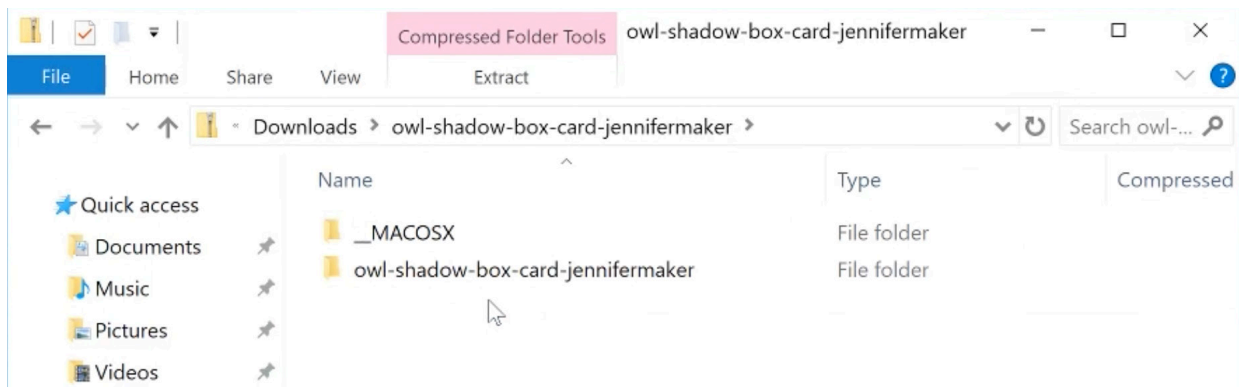 Compressed Folder Tools owl-shadow-box-card-jennifermaker
File Home Share View Extract
Downloads > owl-shadow-box-card-jennifermaker > Search owl-...
Name Type Compressed
Quick access
__MACOSX File folder
Documents
owl-shadow-box-card-jennifermaker File folder
Music
Pictures
Videos